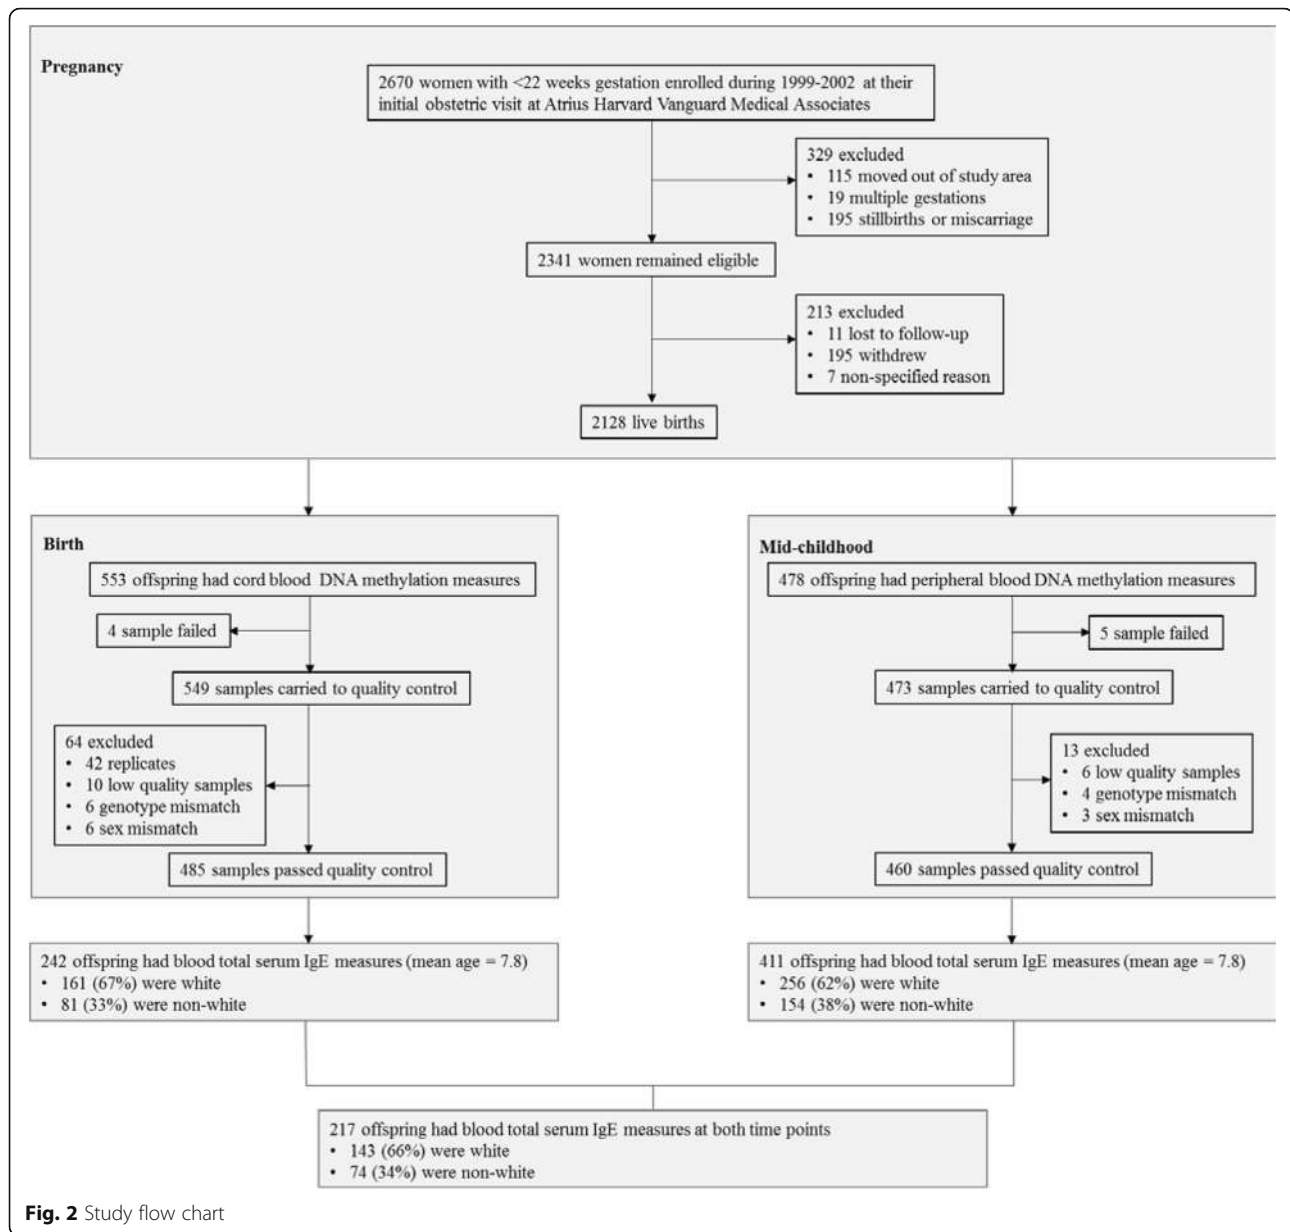 Pregnancy
2670 women with <22 weeks gestation enrolled during 1999-2002 at their
initial obstetric visit at Atrius Harvard Vanguard Medical Associates
329 excluded
• 115 moved out of study area
• 19 multiple gestations
• 195 stillbirths or miscarriage
2341 women remained eligible
213 excluded
• 11 lost to follow-up
• 195 withdrew
• 7 non-specified reason
2128 live births
Birth
553 offspring had cord blood DNA methylation measures
4 sample failed
549 samples carried to quality control
64 excluded
• 42 replicates
• 10 low quality samples
• 6 genotype mismatch
• 6 sex mismatch
485 samples passed quality control
242 offspring had blood total serum IgE measures (mean age = 7.8)
• 161 (67%) were white
• 81 (33%) were non-white
Mid-childhood
478 offspring had peripheral blood DNA methylation measures
5 sample failed
473 samples carried to quality control
13 excluded
• 6 low quality samples
• 4 genotype mismatch
• 3 sex mismatch
460 samples passed quality control
411 offspring had blood total serum IgE measures (mean age = 7.8)
• 256 (62%) were white
• 154 (38%) were non-white
217 offspring had blood total serum IgE measures at both time points
• 143 (66%) were white
• 74 (34%) were non-white
Fig. 2 Study flow chart